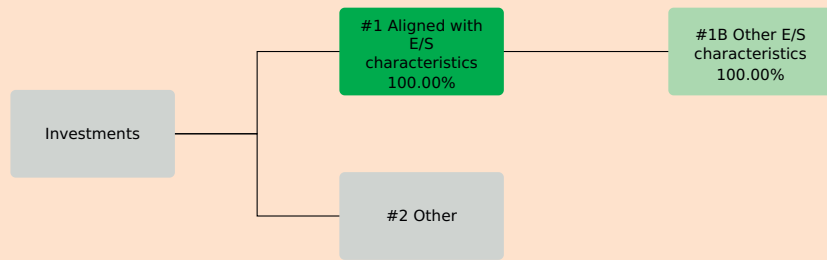 #1 Aligned with
E/S
characteristics
100.00%
#1B Other E/S
characteristics
100.00%
Investments
#2 Other